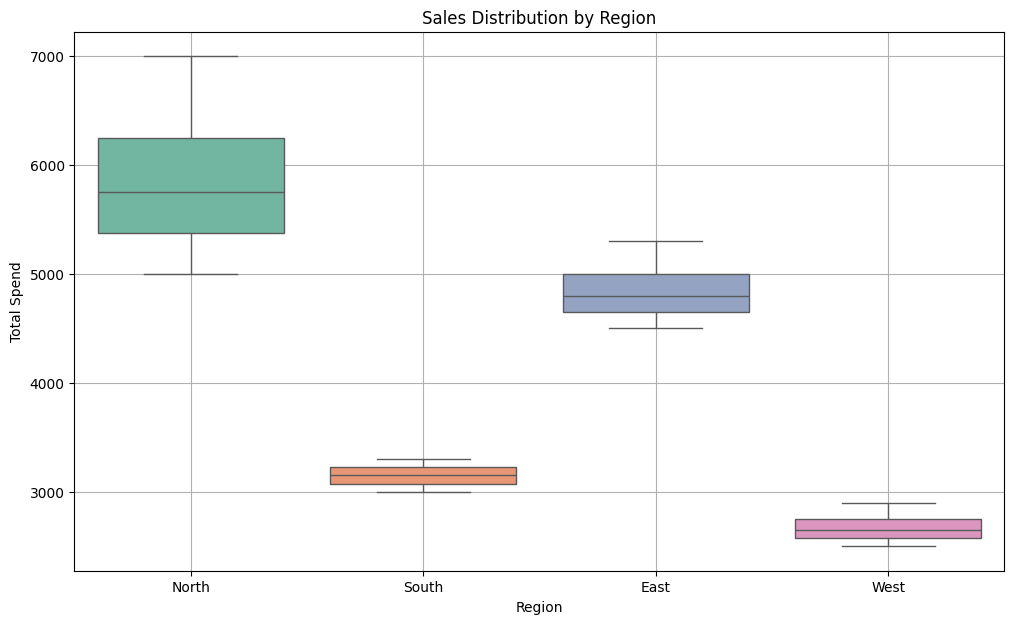 Sales Distribution by Region
Total Spend
7000
6000
5000
4000
3000
North South East West
Region